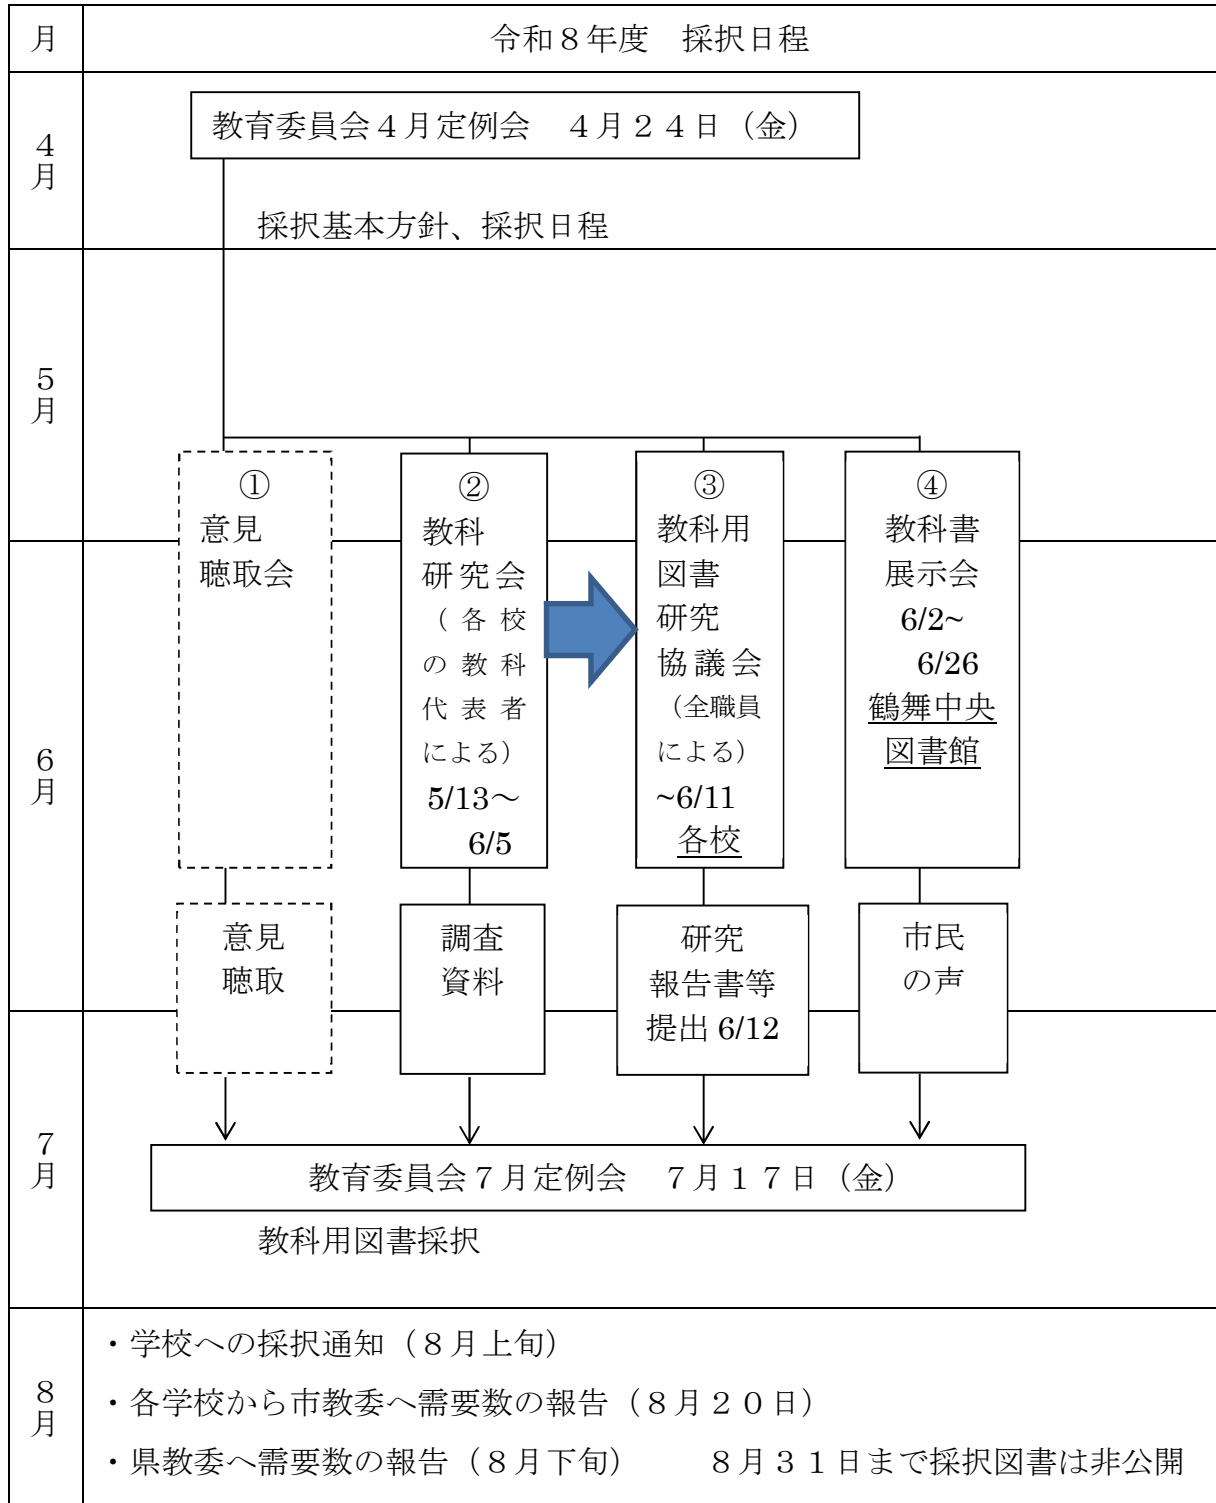 月
令和８年度　採択日程
４月
教育委員会４月定例会　４月２４日（金）
採択基本方針、採択日程
５月
６月
①
意見
聴取会
②
教科
研究会
（各校
の教科
代表者
による）
5/13～
6/5
③
教科用
図書
研究
協議会
（全職員
による）
~6/11
各校
④
教科書
展示会
6/2~
6/26
鶴舞中央
図書館
意見
聴取
調査
資料
研究
報告書等
提出 6/12
市民
の声
７月
教育委員会７月定例会　７月１７日（金）
教科用図書採択
８月
・学校への採択通知（８月上旬）
・各学校から市教委へ需要数の報告（８月２０日）
・県教委へ需要数の報告（８月下旬）　　８月３１日まで採択図書は非公開